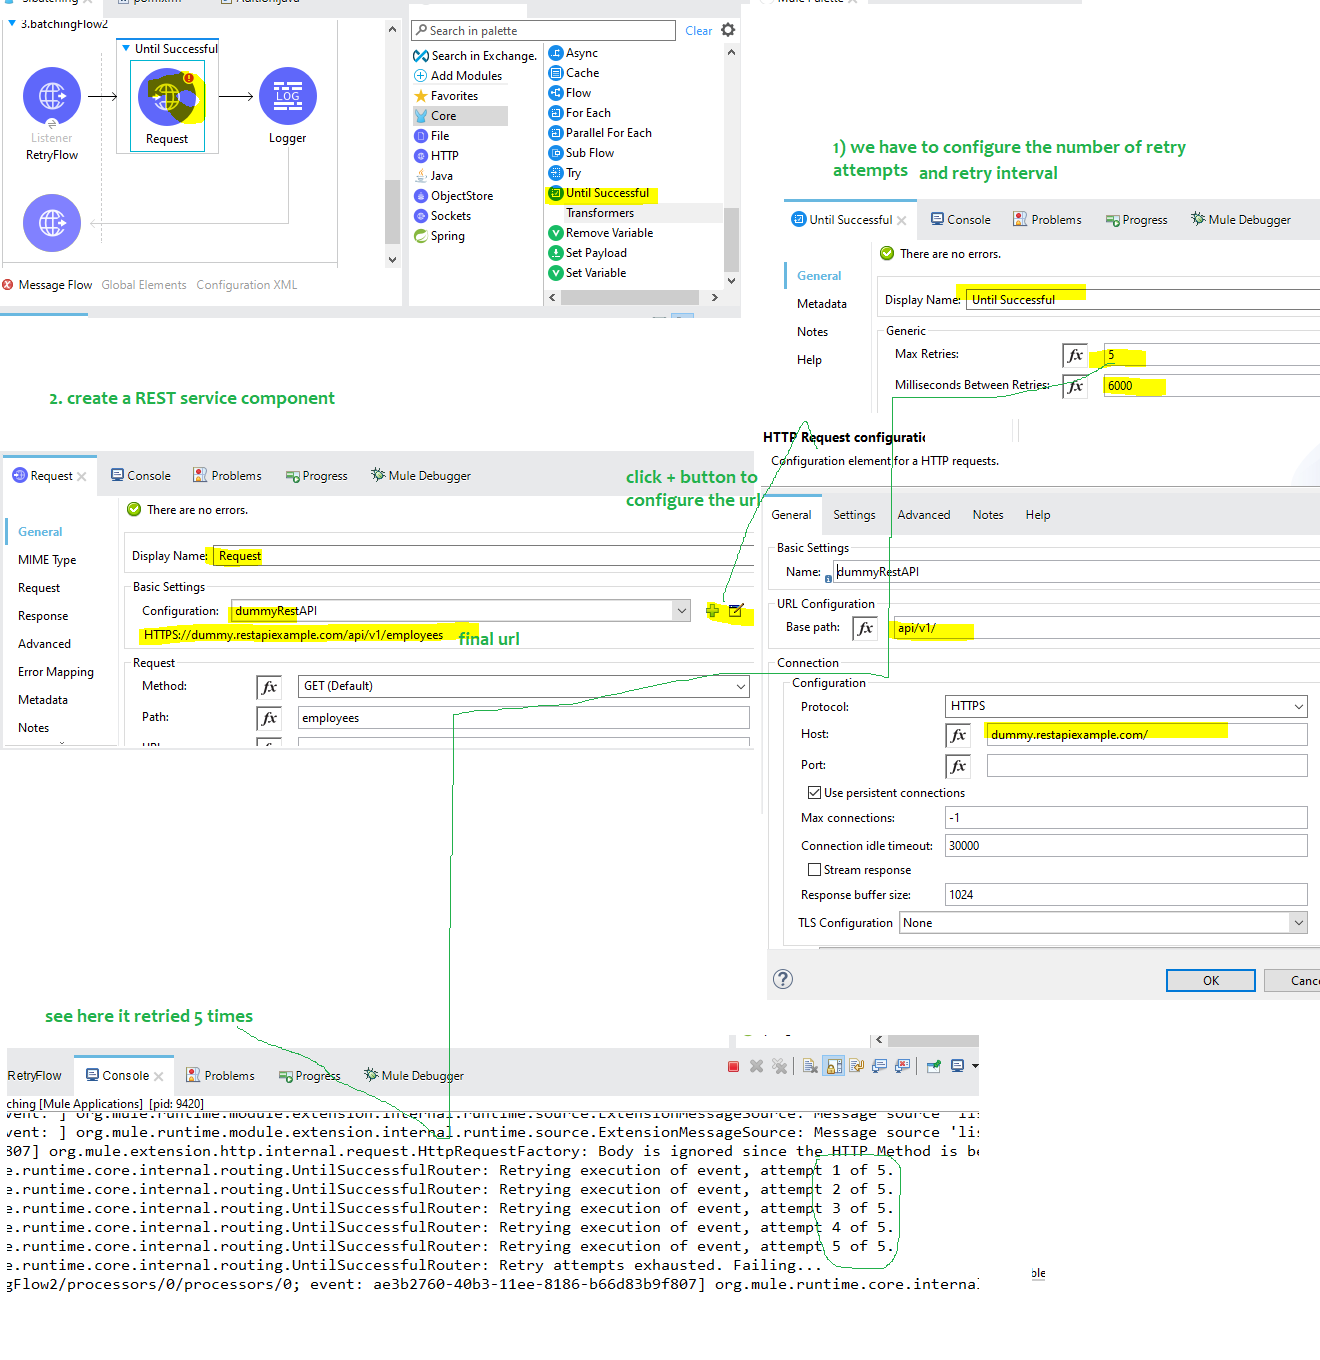 3.batchingFlow2
Until Successful
Request
Logger
LOG
Listener
RetryFlow
Message Flow Global Elements Configuration XML
Search in palette
Clear
Search in Exchange.
Add Modules
Favorites
Core
File
HTTP
Java
ObjectStore
Sockets
Spring
Async
Cache
Flow
For Each
Parallel For Each
Sub Flow
Try
Until Successful
Transformers
Remove Variable
Set Payload
Set Variable
1) we have to configure the number of retry
attempts and retry interval
Until Successful Console Problems Progress Mule Debugger
There are no errors.
General
Metadata
Notes
Help
Display Name: Until Successful
Generic
Max Retries: fx 5
Milliseconds Between Retries: fx 6000
2. create a REST service component
Request Console Problems Progress Mule Debugger
There are no errors.
General
MIME Type
Request
Response
Advanced
Error Mapping
Metadata
Notes
Display Name: Request
Basic Settings
Configuration: dummyRestAPI
HTTPS://dummy.restapiexample.com/api/v1/employees final url
Request
Method: fx GET (Default)
Path: fx employees
click + button to
configure the url
HTTP Request configuratic
Configuration element for a HTTP requests.
General Settings Advanced Notes Help
Basic Settings
Name: dummyRestAPI
URL Configuration
Base path: fx api/v1/
Connection
Configuration
Protocol: HTTPS
Host: fx dummy.restapiexample.com/
Port: fx
Use persistent connections
Max connections: -1
Connection idle timeout: 30000
Stream response
Response buffer size: 1024
TLS Configuration None
? OK Canc
see here it retried 5 times
RetryFlow Console Problems Progress Mule Debugger
ching [Mule Applications] [pid: 9420]
vent: ] org.mule.runtime.module.extension.internal.runtime.source.ExtensionMessageSource: Message source 'lis
vent: ] org.mule.runtime.module.extension.internal.runtime.source.ExtensionMessageSource: Message source 'lis
807] org.mule.extension.http.internal.request.HttpRequestFactory: Body is ignored since the HTTP Method is be
e.runtime.core.internal.routing.UntilSuccessfulRouter: Retrying execution of event, attempt 1 of 5.
e.runtime.core.internal.routing.UntilSuccessfulRouter: Retrying execution of event, attempt 2 of 5.
e.runtime.core.internal.routing.UntilSuccessfulRouter: Retrying execution of event, attempt 3 of 5.
e.runtime.core.internal.routing.UntilSuccessfulRouter: Retrying execution of event, attempt 4 of 5.
e.runtime.core.internal.routing.UntilSuccessfulRouter: Retrying execution of event, attempt 5 of 5.
e.runtime.core.internal.routing.UntilSuccessfulRouter: Retry attempts exhausted. Failing...
gFlow2/processors/0/processors/0; event: ae3b2760-40b3-11ee-8186-b66d83b9f807] org.mule.runtime.core.internal
ble